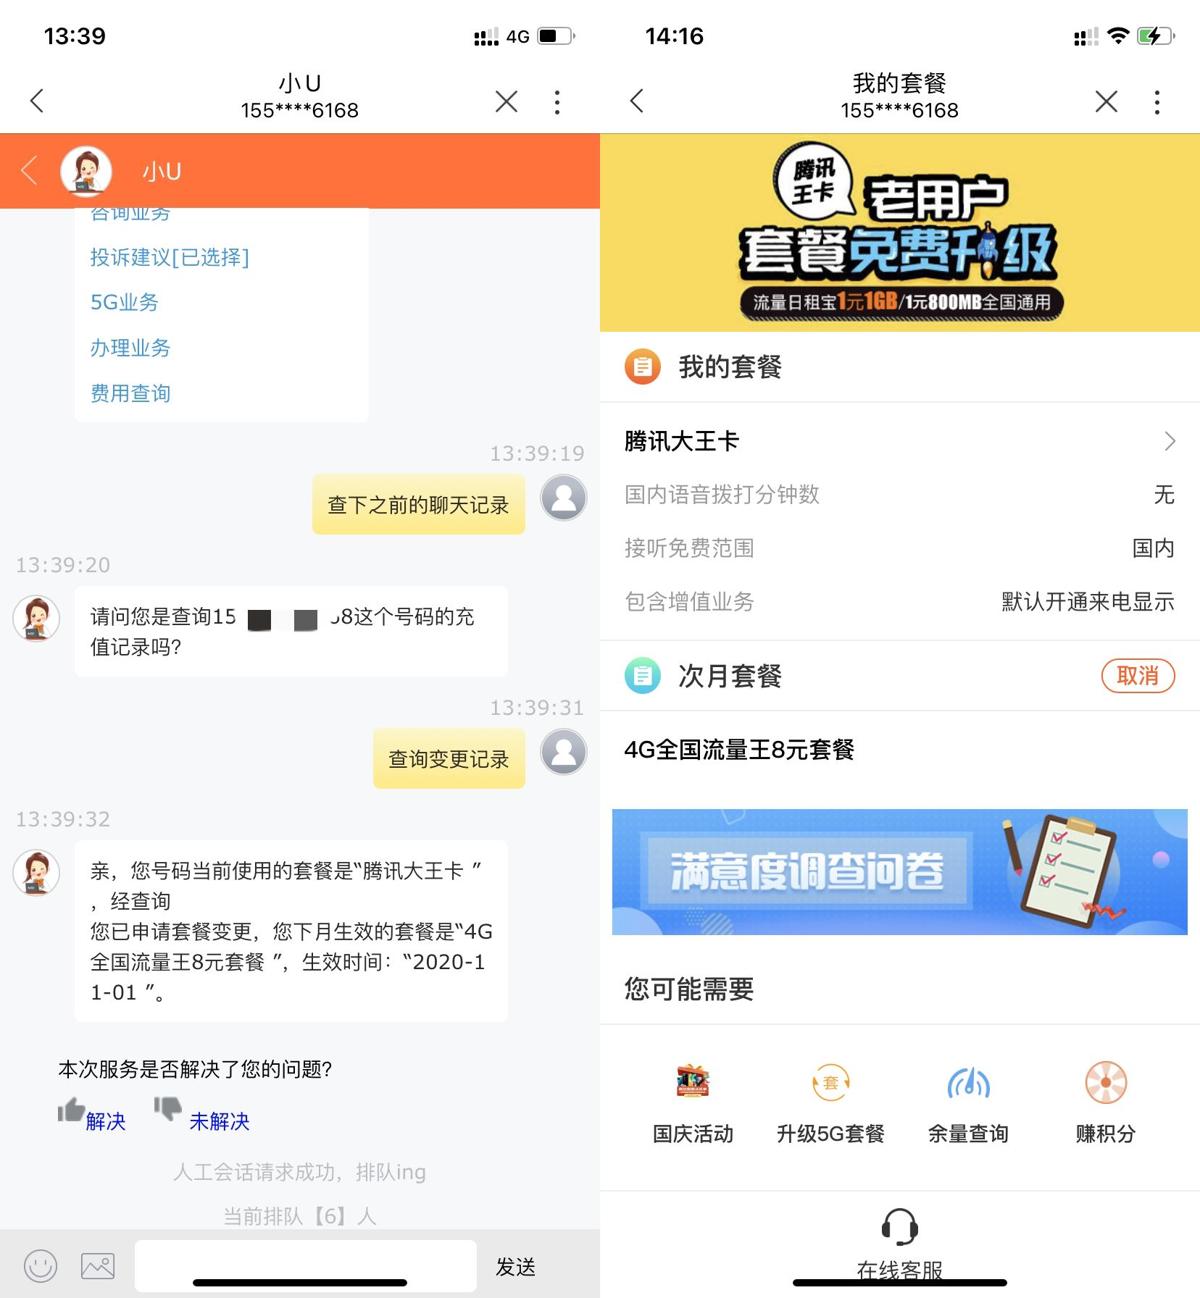 13:39
4G
小U
155****6168
小U
咨询业务
投诉建议[已选择]
5G业务
办理业务
费用查询
13:39:19
查下之前的聊天记录
13:39:20
请问您是查询15
8这个号码的充
值记录吗?
13:39:31
查询变更记录
13:39:32
亲，您号码当前使用的套餐是“腾讯大王卡 ”
，经查询
您已申请套餐变更，您下月生效的套餐是“4G
全国流量王8元套餐 ”，生效时间：“2020-1
1-01 ”。
本次服务是否解决了您的问题?
解决
未解决
人工会话请求成功，排队ing
当前排队【6】人
发送
14:16
我的套餐
155****6168
腾讯
王卡
老用户
套餐免费升级
流量日租宝1元1GB/1元800MB全国通用
我的套餐
腾讯大王卡
国内语音拨打分钟数
无
接听免费范围
国内
包含增值业务
默认开通来电显示
次月套餐
取消
4G全国流量王8元套餐
满意度调查问卷
您可能需要
套
国庆活动
升级5G套餐
余量查询
赚积分
在线客服